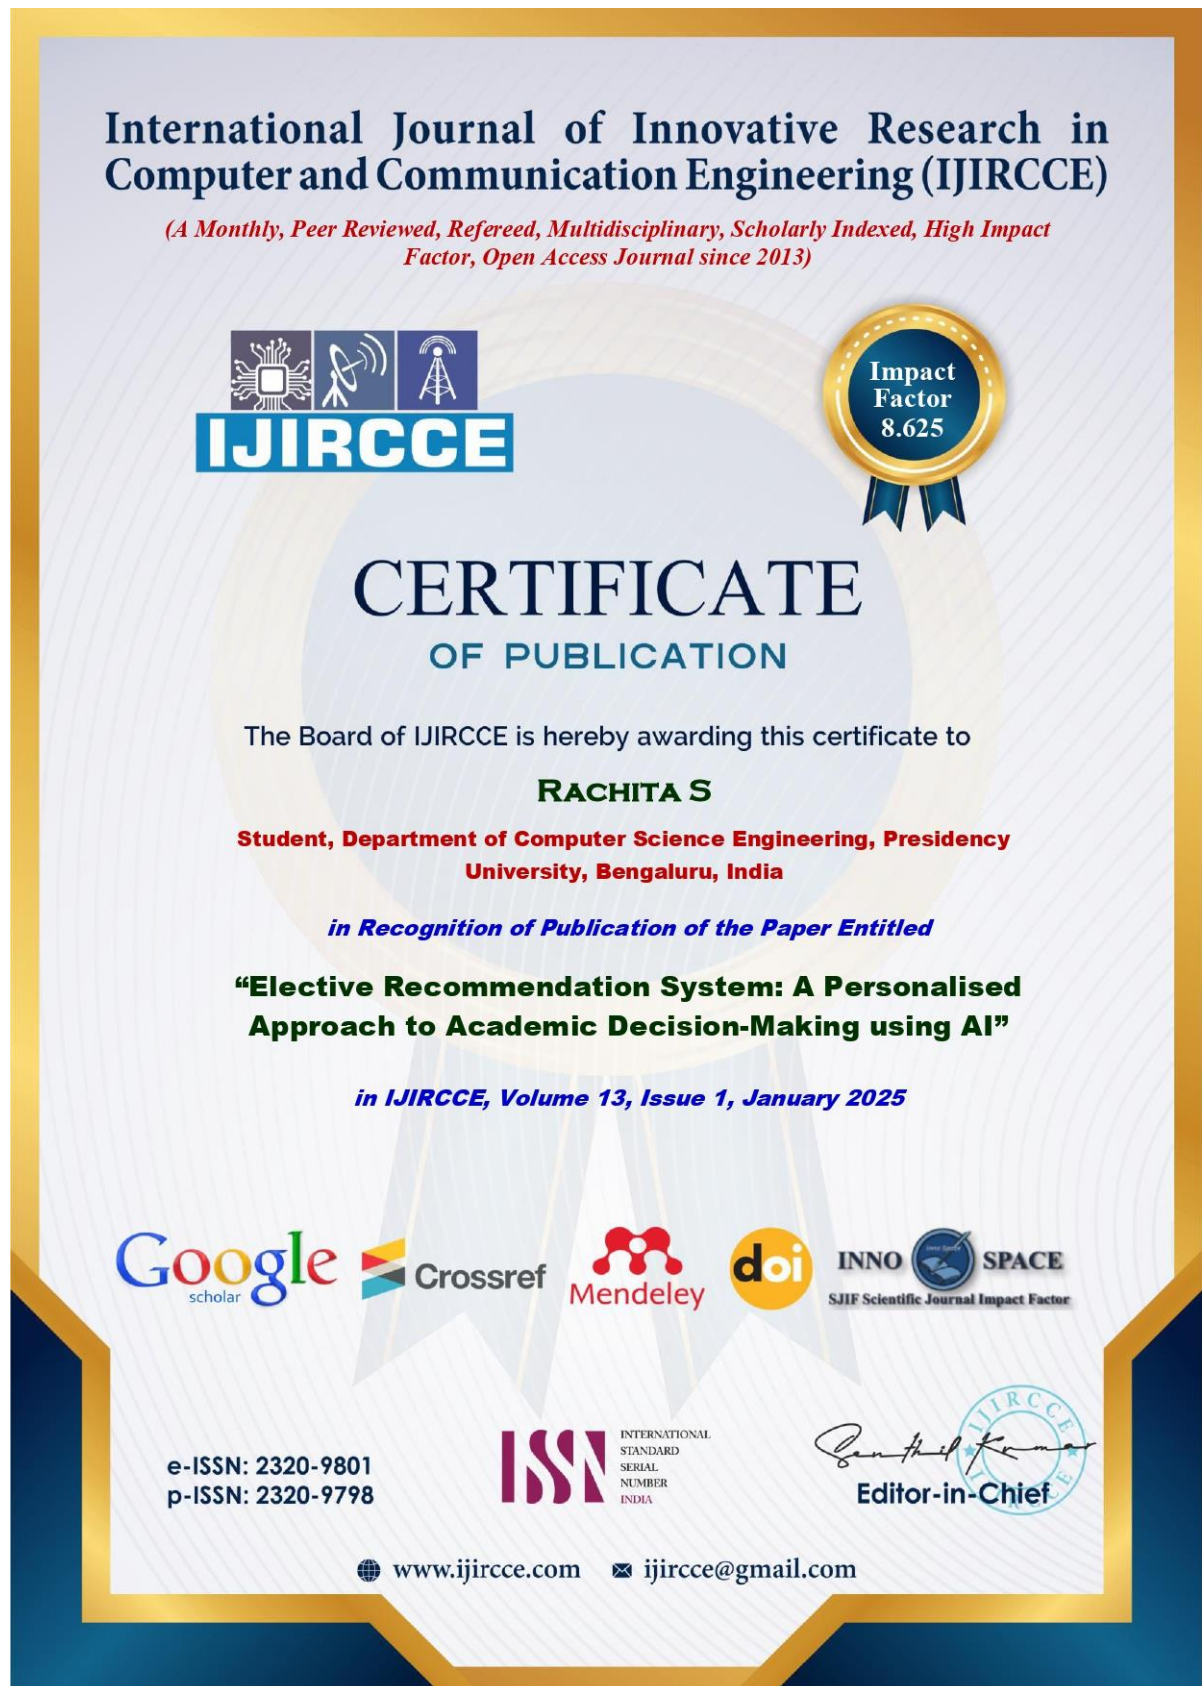 International Journal of Innovative Research in
Computer and Communication Engineering (IJIRCCE)
(A Monthly, Peer Reviewed, Refereed, Multidisciplinary, Scholarly Indexed, High Impact
Factor, Open Access Journal since 2013)
IJIRCCE
Impact
Factor
8.625
CERTIFICATE
OF PUBLICATION
The Board of IJIRCCE is hereby awarding this certificate to
RACHITA S
Student, Department of Computer Science Engineering, Presidency
University, Bengaluru, India
in Recognition of Publication of the Paper Entitled
“Elective Recommendation System: A Personalised
Approach to Academic Decision-Making using AI”
in IJIRCCE, Volume 13, Issue 1, January 2025
Google
scholar
Crossref
Mendeley
doi
INNO SPACE
Inno Space
SJIF Scientific Journal Impact Factor
e-ISSN: 2320-9801
p-ISSN: 2320-9798
ISSN
INTERNATIONAL
STANDARD
SERIAL
NUMBER
INDIA
Senthil Kumar
IJIRCCE
IJIRCCE
Editor-in-Chief
www.ijircce.com ijircce@gmail.com